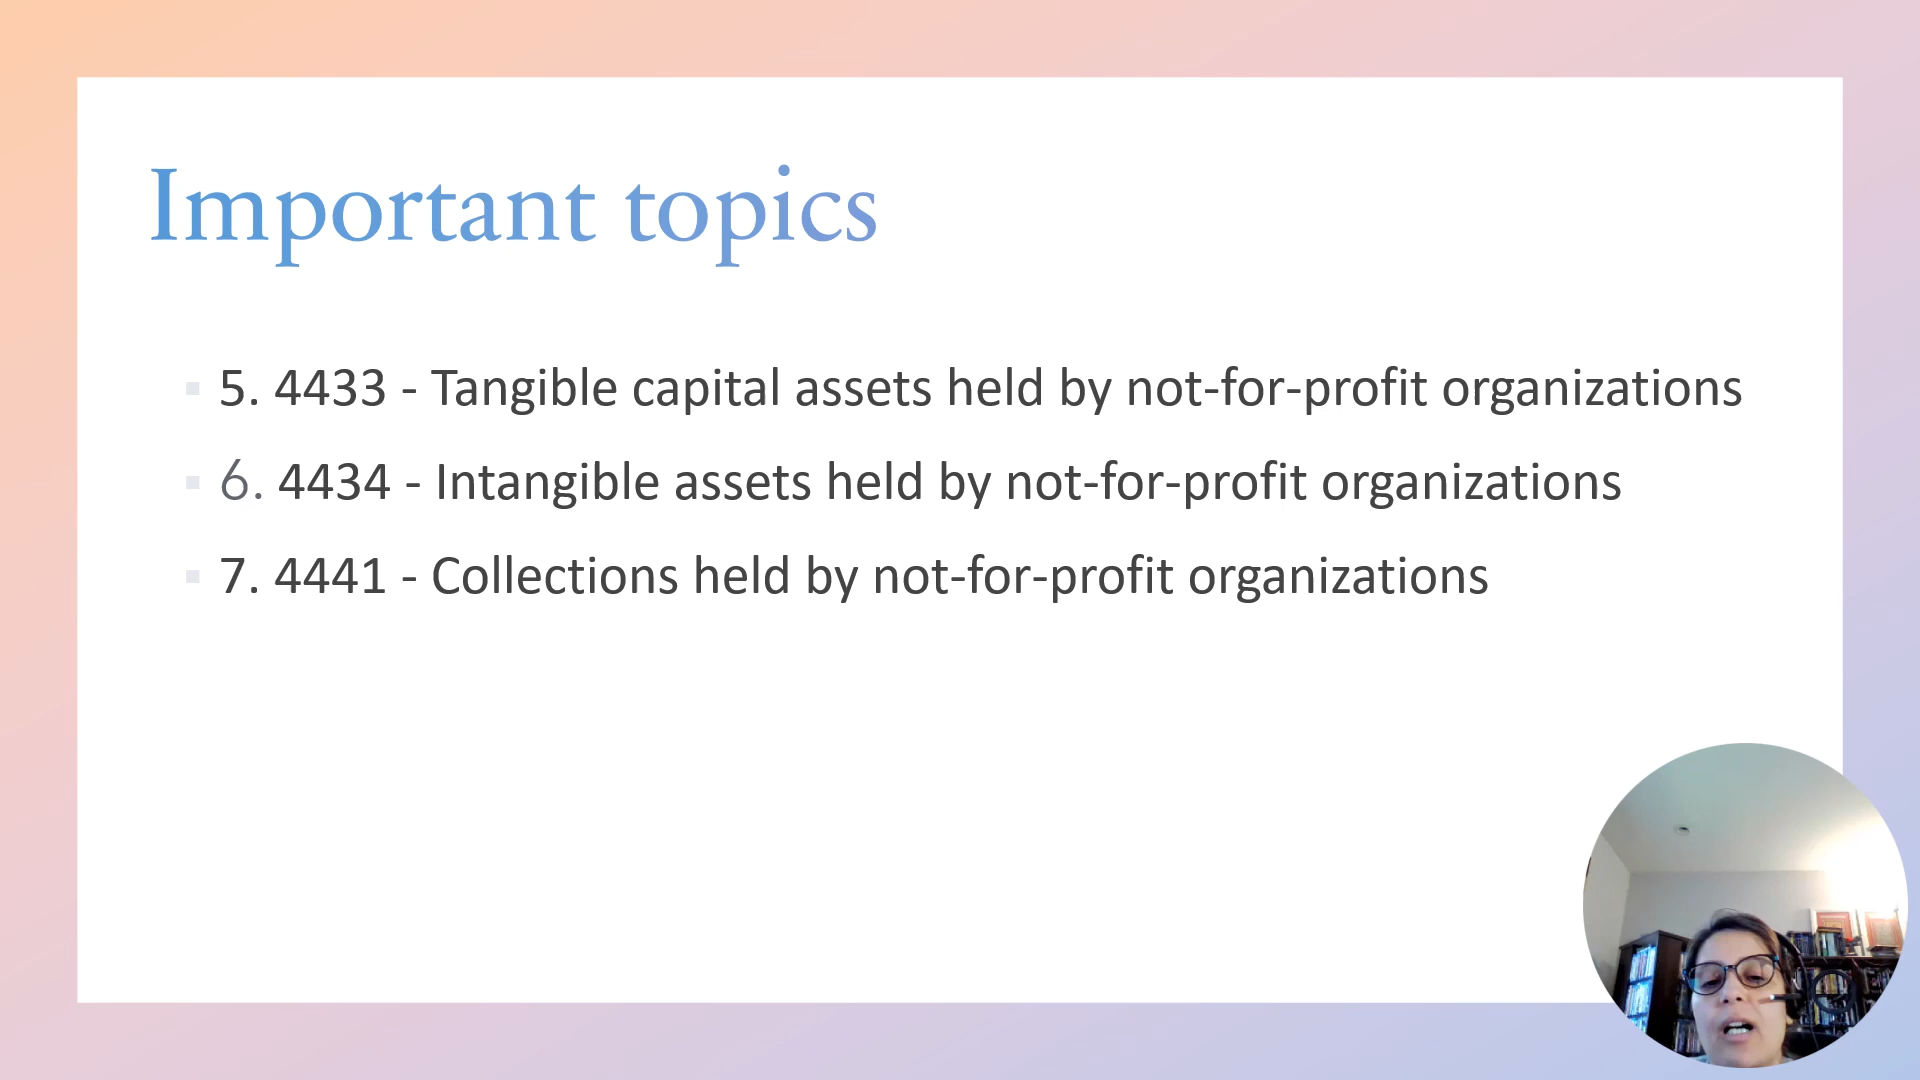 Important topics
5. 4433 - Tangible capital assets held by not-for-profit organizations
6. 4434 - Intangible assets held by not-for-profit organizations
7. 4441 - Collections held by not-for-profit organizations